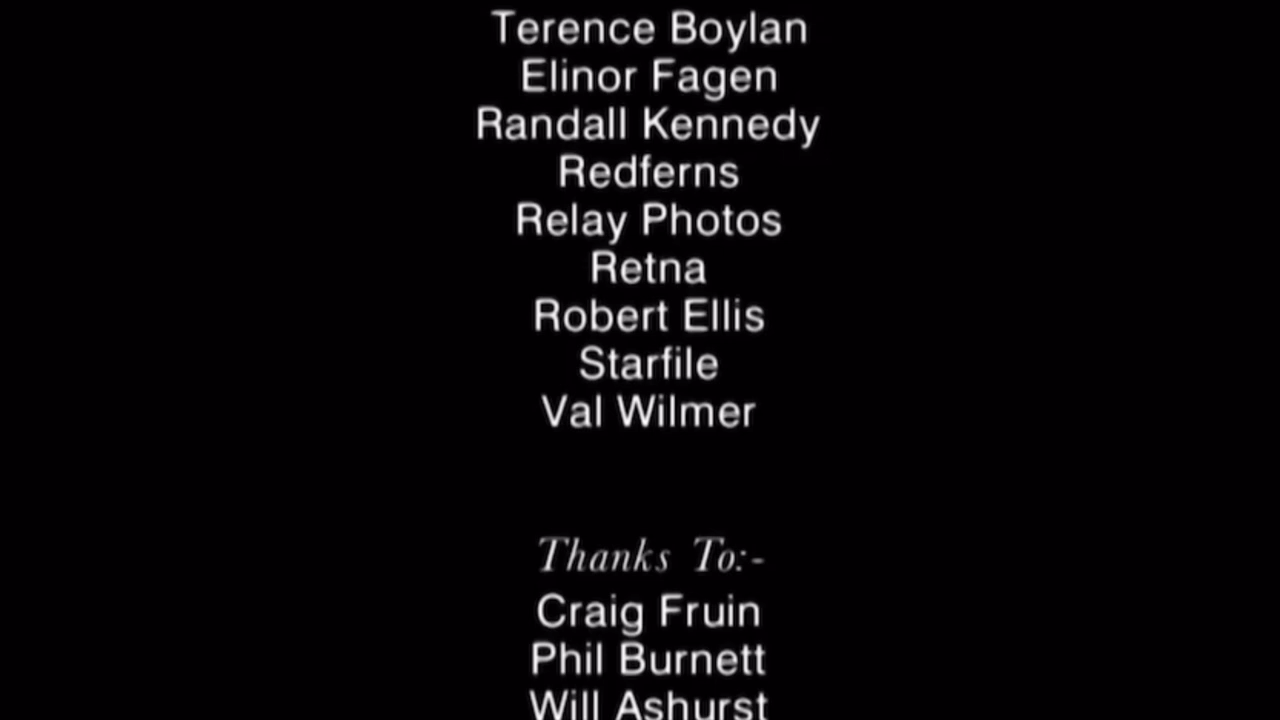 Terence Boylan
Elinor Fagen
Randall Kennedy
Redferns
Relay Photos
Retna
Robert Ellis
Starfile
Val Wilmer
Thanks To:-
Craig Fruin
Phil Burnett
Will Ashurst